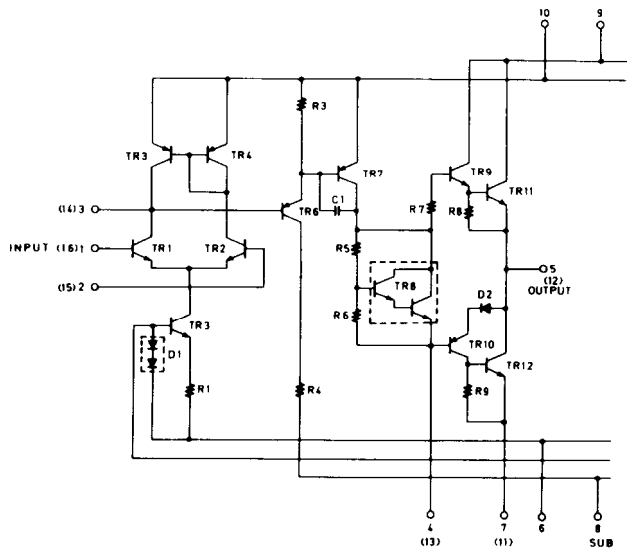 10
9
R3
TR3
TR4
TR7
TR9
TR11
C1
(14) 3
TR6
R7
R8
INPUT (16) 1
TR1
TR2
R5
5
(12)
OUTPUT
(15) 2
TR8
D2
R6
TR3
TR10
D1
TR12
R1
R4
R9
4
(13)
7
(11)
6
8
SUB